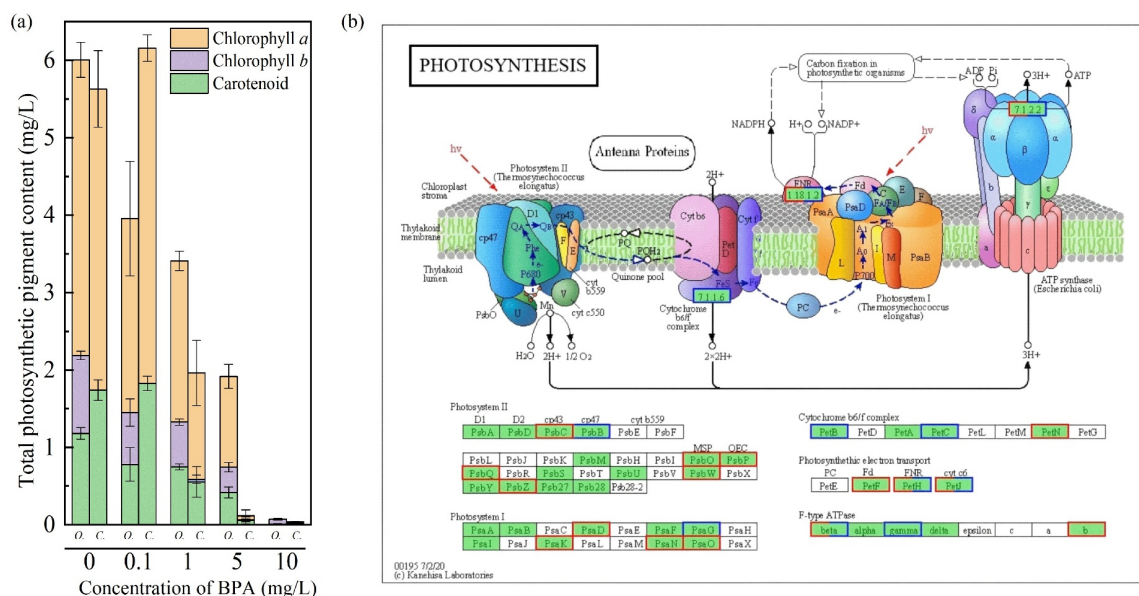 (a)
Total photosynthetic pigment content (mg/L)
6
5
4
3
2
1
0
Chlorophyll a
Chlorophyll b
Carotenoid
O. C. O. C. O. C. O. C. O. C.
0 0.1 1 5 10
Concentration of BPA (mg/L)
(b)
PHOTOSYNTHESIS
Carbon fixation in
photosynthetic organisms
ADP Pi
3H+
ATP
NADPH
H+
NADP+
hν
hν
Antenna Proteins
Photosystem II
(Thermosynechococcus
elongatus)
Chloroplast
stroma
Thylakoid
membrane
Thylakoid
lumen
D1
cp43
cp47
QA
QB
Phe
P680
e-
F
E
cyt
b559
V
cyt c550
U
PsbO
Mn
H2O
2H+
1/2 O2
PQ
PQH2
Quinone pool
2H+
Cyt b6
Pet
D
Cyt f
FeS
7.1.1.6
Cytochrome
b6/f
complex
2×2H+
PC
e-
FNR
1.18.1.2
Fd
PsaD
PsaA
C
FA/FB
E
F
A1
A0
P700
L
I
M
PsaB
Photosystem I
(Thermosynechococcus
elongatus)
7.1.2.2
δ
α
β
α
b
γ
ε
a
c
ATP synthase
(Escherichia coli)
3H+
Photosystem II
D1 D2 cp43 cp47 cyt b559
PsbA PsbD PsbC PsbB PsbE PsbF
MSP OEC
PsbL PsbJ PsbK PsbM PsbH PsbI PsbO PsbP
PsbQ PsbR PsbS PsbT PsbU PsbV PsbW PsbX
PsbY PsbZ Psb27 Psb28 Psb28-2
Photosystem I
PsaA PsaB PsaC PsaD PsaE PsaF PsaG PsaH
PsaI PsaJ PsaK PsaL PsaM PsaN PsaO PsaX
Cytochrome b6/f complex
PetB PetD PetA PetC PetL PetM PetN PetG
Photosynthethic electron transport
PC Fd FNR cyt c6
PetE PetF PetH PetJ
F-type ATPase
beta alpha gamma delta epsilon c a b
00195 7/2/20
(c) Kanehisa Laboratories